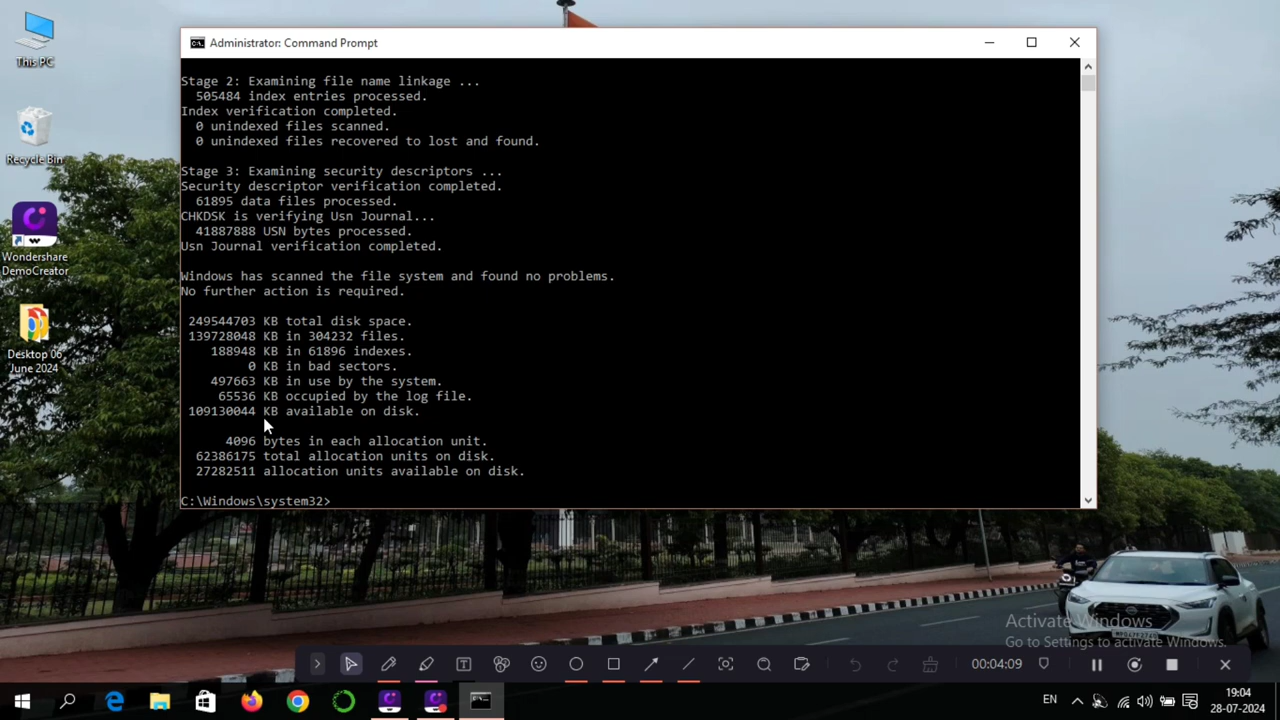 This PC
Recycle Bin
Wondershare
DemoCreator
Desktop 06
June 2024
Administrator: Command Prompt
Stage 2: Examining file name linkage ...
505484 index entries processed.
Index verification completed.
0 unindexed files scanned.
0 unindexed files recovered to lost and found.
Stage 3: Examining security descriptors ...
Security descriptor verification completed.
61895 data files processed.
CHKDSK is verifying Usn Journal...
41887888 USN bytes processed.
Usn Journal verification completed.
Windows has scanned the file system and found no problems.
No further action is required.
249544703 KB total disk space.
139728048 KB in 304232 files.
188948 KB in 61896 indexes.
0 KB in bad sectors.
497663 KB in use by the system.
65536 KB occupied by the log file.
109130044 KB available on disk.
4096 bytes in each allocation unit.
62386175 total allocation units on disk.
27282511 allocation units available on disk.
C:\Windows\system32>
Activate Windows
Go to Settings to activate Windows.
00:04:09
EN
19:04
28-07-2024